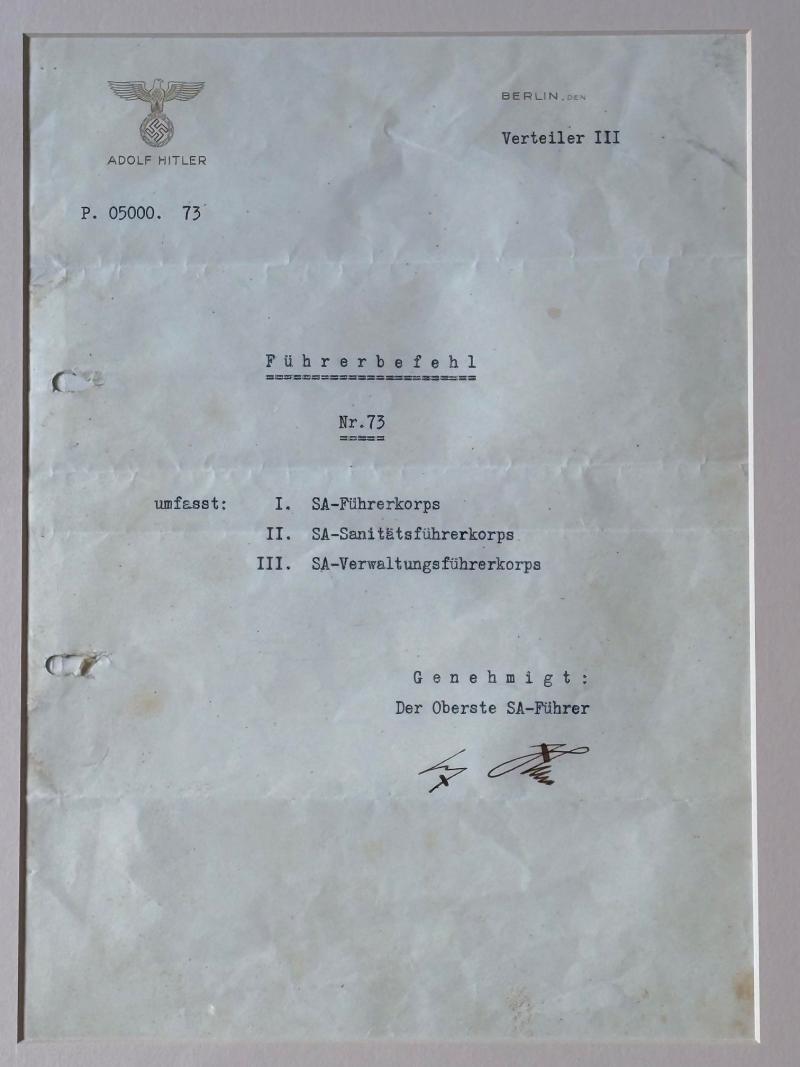 ADOLF HITLER
BERLIN, DEN
Verteiler III
P. 05000. 73
Führerbefehl
Nr.73
umfasst: I. SA-Führerkorps
II. SA-Sanitätsführerkorps
III. SA-Verwaltungsführerkorps
Genehmigt:
Der Oberste SA-Führer